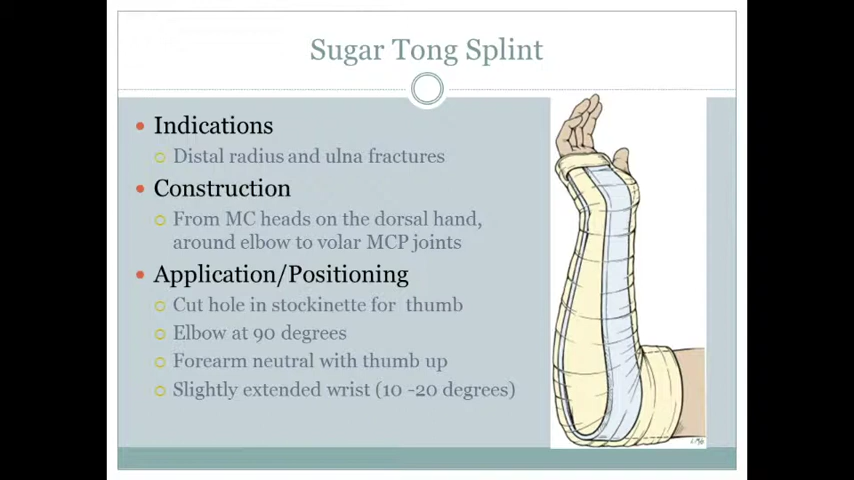 Sugar Tong Splint
Indications
Distal radius and ulna fractures
Construction
From MC heads on the dorsal hand,
around elbow to volar MCP joints
Application/Positioning
Cut hole in stockinette for thumb
Elbow at 90 degrees
Forearm neutral with thumb up
Slightly extended wrist (10 -20 degrees)